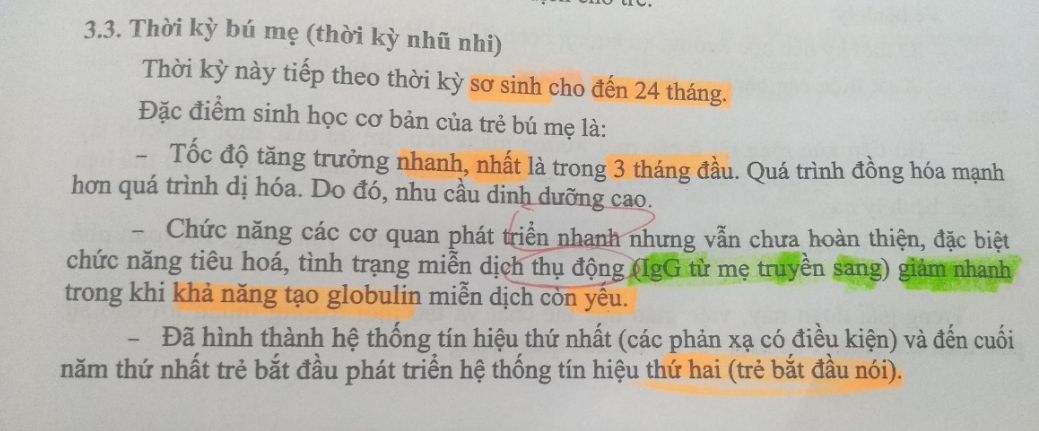 3.3. Thời kỳ bú mẹ (thời kỳ nhũ nhi)
Thời kỳ này tiếp theo thời kỳ sơ sinh cho đến 24 tháng.
Đặc điểm sinh học cơ bản của trẻ bú mẹ là:
– Tốc độ tăng trưởng nhanh, nhất là trong 3 tháng đầu. Quá trình đồng hóa mạnh
hơn quá trình dị hóa. Do đó, nhu cầu dinh dưỡng cao.
– Chức năng các cơ quan phát triển nhanh nhưng vẫn chưa hoàn thiện, đặc biệt
chức năng tiêu hoá, tình trạng miễn dịch thụ động (IgG từ mẹ truyền sang) giảm nhanh
trong khi khả năng tạo globulin miễn dịch còn yếu.
– Đã hình thành hệ thống tín hiệu thứ nhất (các phản xạ có điều kiện) và đến cuối
năm thứ nhất trẻ bắt đầu phát triển hệ thống tín hiệu thứ hai (trẻ bắt đầu nói).